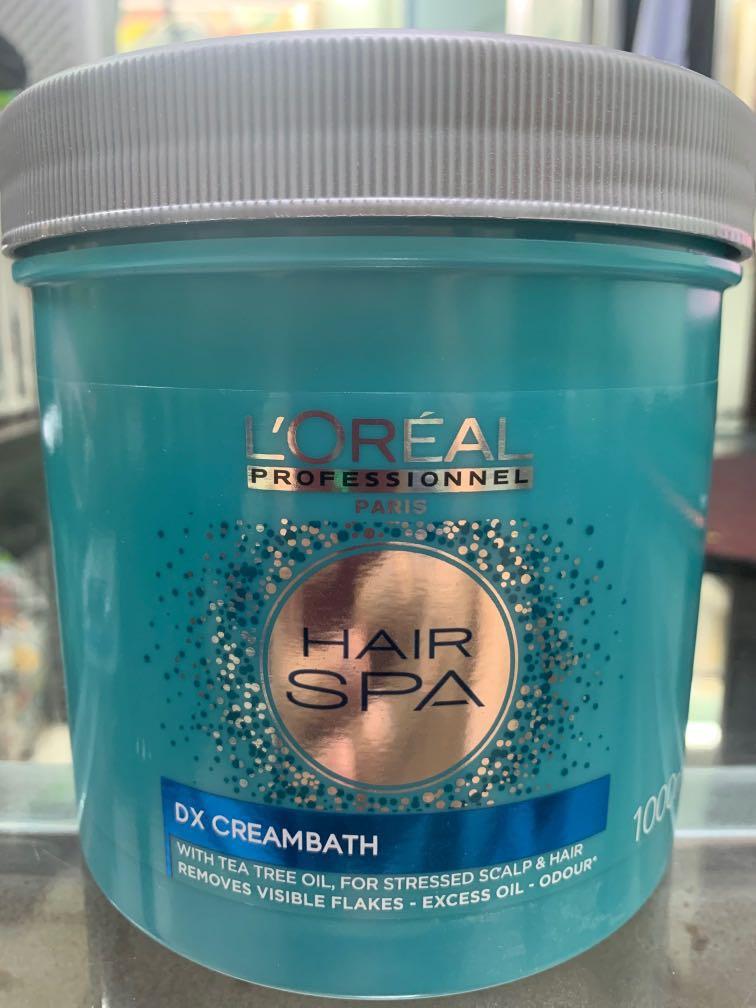 L'ORÉAL
PROFESSIONNEL
PARIS
HAIR
SPA
DX CREAMBATH
1000
WITH TEA TREE OIL, FOR STRESSED SCALP & HAIR
REMOVES VISIBLE FLAKES - EXCESS OIL - ODOUR*